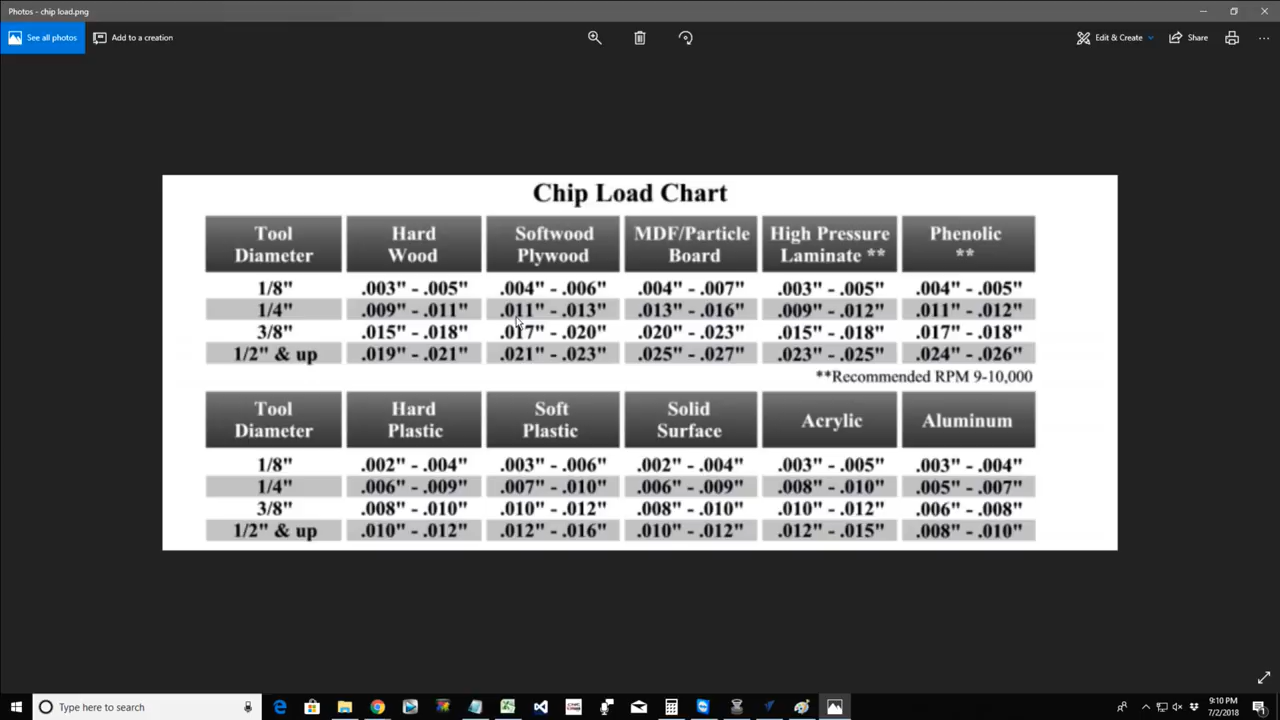 Photos - chip load.png
See all photos
Add to a creation
Edit & Create
Share
Chip Load Chart
Tool Diameter Hard Wood Softwood Plywood MDF/Particle Board High Pressure Laminate ** Phenolic **
1/8" .003" - .005" .004" - .006" .004" - .007" .003" - .005" .004" - .005"
1/4" .009" - .011" .011" - .013" .013" - .016" .009" - .012" .011" - .012"
3/8" .015" - .018" .017" - .020" .020" - .023" .015" - .018" .017" - .018"
1/2" & up .019" - .021" .021" - .023" .025" - .027" .023" - .025" .024" - .026"
**Recommended RPM 9-10,000
Tool Diameter Hard Plastic Soft Plastic Solid Surface Acrylic Aluminum
1/8" .002" - .004" .003" - .006" .002" - .004" .003" - .005" .003" - .004"
1/4" .006" - .009" .007" - .010" .006" - .009" .008" - .010" .005" - .007"
3/8" .008" - .010" .010" - .012" .008" - .010" .010" - .012" .006" - .008"
1/2" & up .010" - .012" .012" - .016" .010" - .012" .012" - .015" .008" - .010"
Type here to search
9:10 PM
7/2/2018